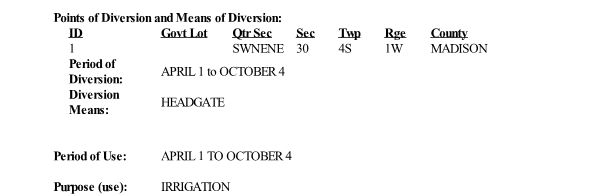 Points of Diversion and Means of Diversion:
ID Govt Lot Qtr Sec Sec Twp Rge County
1 SWNENE 30 4S 1W MADISON
Period of Diversion: APRIL 1 to OCTOBER 4
Diversion Means: HEADGATE
Period of Use: APRIL 1 TO OCTOBER 4
Purpose (use): IRRIGATION